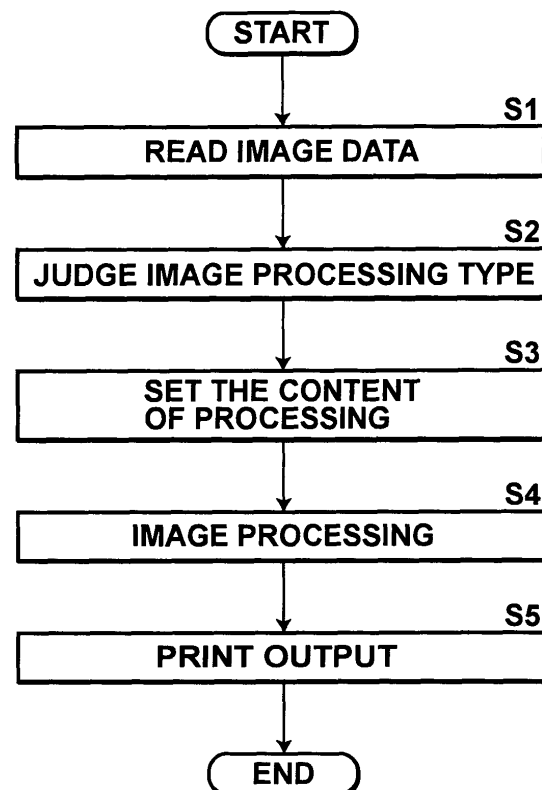 START
S1
READ IMAGE DATA
S2
JUDGE IMAGE PROCESSING TYPE
S3
SET THE CONTENT
OF PROCESSING
S4
IMAGE PROCESSING
S5
PRINT OUTPUT
END